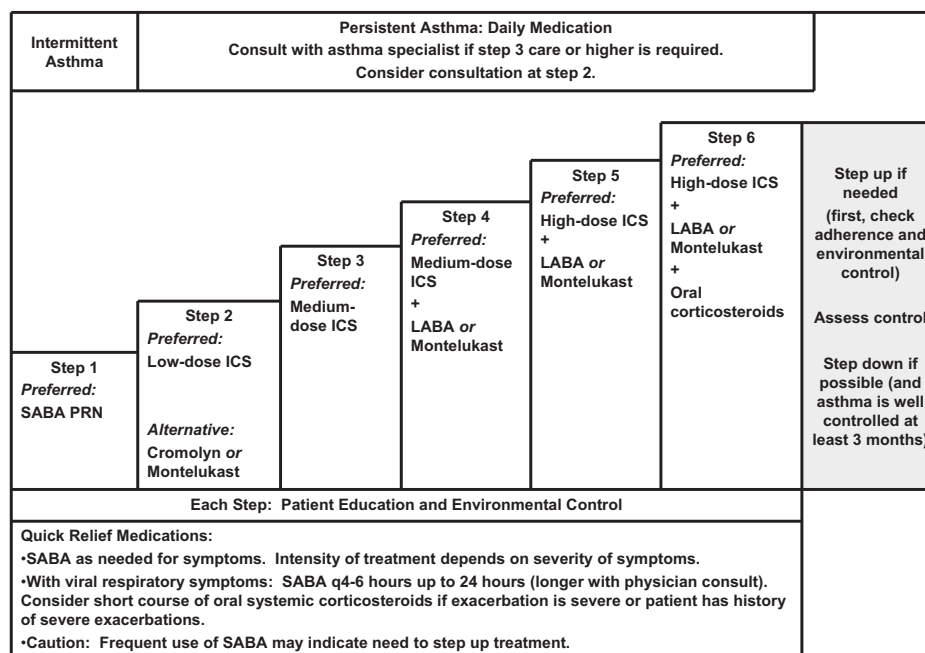 Intermittent
Asthma
Persistent Asthma: Daily Medication
Consult with asthma specialist if step 3 care or higher is required.
Consider consultation at step 2.
Step 1
Preferred:
SABA PRN
Step 2
Preferred:
Low-dose ICS
Alternative:
Cromolyn or
Montelukast
Step 3
Preferred:
Medium-
dose ICS
Step 4
Preferred:
Medium-dose
ICS
+
LABA or
Montelukast
Step 5
Preferred:
High-dose ICS
+
LABA or
Montelukast
Step 6
Preferred:
High-dose ICS
+
LABA or
Montelukast
+
Oral
corticosteroids
Step up if
needed
(first, check
adherence and
environmental
control)
Assess control
Step down if
possible (and
asthma is well
controlled at
least 3 months)
Each Step: Patient Education and Environmental Control
Quick Relief Medications:
•SABA as needed for symptoms. Intensity of treatment depends on severity of symptoms.
•With viral respiratory symptoms: SABA q4-6 hours up to 24 hours (longer with physician consult).
Consider short course of oral systemic corticosteroids if exacerbation is severe or patient has history
of severe exacerbations.
•Caution: Frequent use of SABA may indicate need to step up treatment.